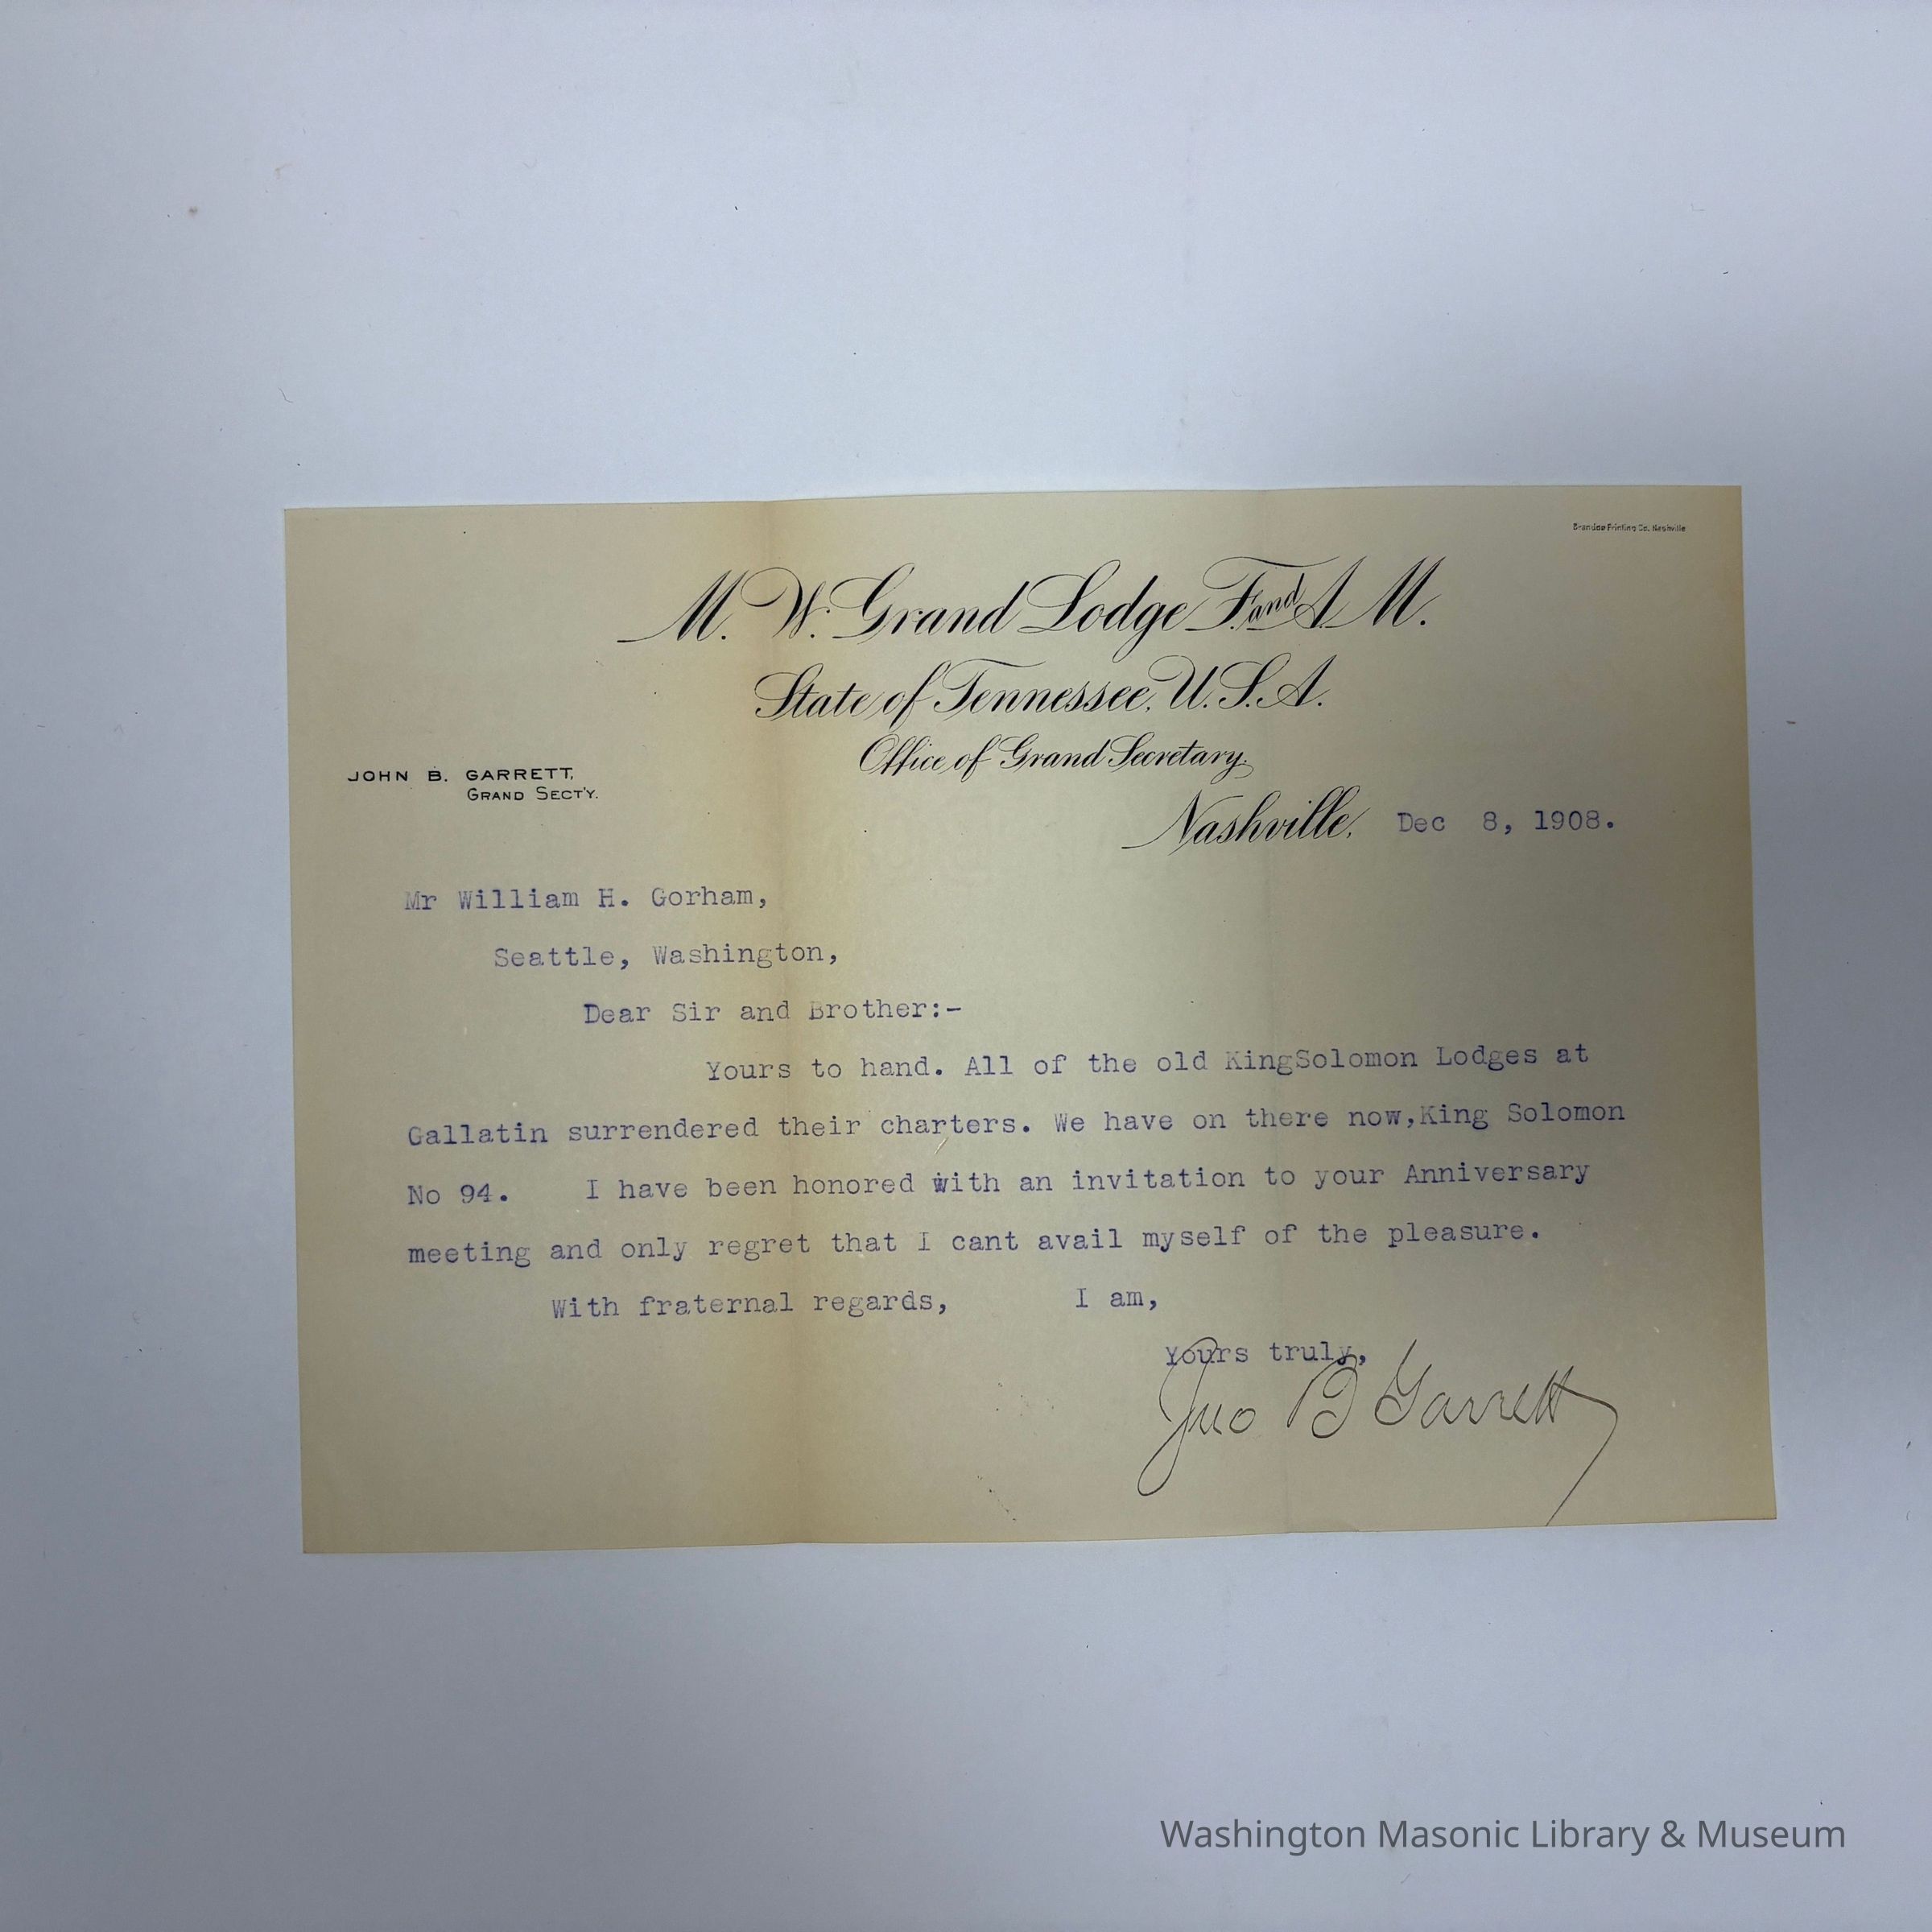 Brandon Printing Co. Nashville
M. W. Grand Lodge F. and A. M.
State of Tennessee, U.S.A.
Office of Grand Secretary.
JOHN B. GARRETT,
GRAND SECT'Y.
Nashville, Dec 8, 1908.
Mr William H. Gorham,
Seattle, Washington,
Dear Sir and Brother:-
Yours to hand. All of the old KingSolomon Lodges at
Gallatin surrendered their charters. We have on there now,King Solomon
No 94. I have been honored with an invitation to your Anniversary
meeting and only regret that I cant avail myself of the pleasure.
With fraternal regards, I am,
Yours truly,
Jno B Garrett
Washington Masonic Library & Museum